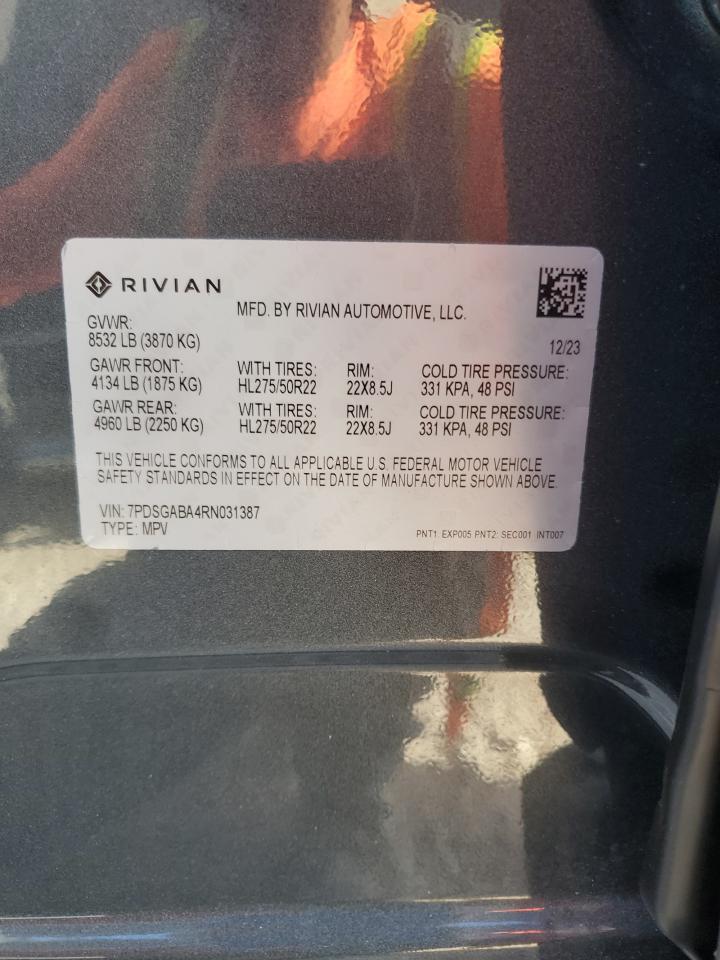 RIVIAN
MFD. BY RIVIAN AUTOMOTIVE, LLC.
GVWR:
8532 LB (3870 KG)
12/23
GAWR FRONT: WITH TIRES: RIM: COLD TIRE PRESSURE:
4134 LB (1875 KG) HL275/50R22 22X8.5J 331 KPA, 48 PSI
GAWR REAR: WITH TIRES: RIM: COLD TIRE PRESSURE:
4960 LB (2250 KG) HL275/50R22 22X8.5J 331 KPA, 48 PSI
THIS VEHICLE CONFORMS TO ALL APPLICABLE U.S. FEDERAL MOTOR VEHICLE
SAFETY STANDARDS IN EFFECT ON THE DATE OF MANUFACTURE SHOWN ABOVE.
VIN: 7PDSGABA4RN031387
TYPE: MPV
PNT1: EXP005 PNT2: SEC001 INT007